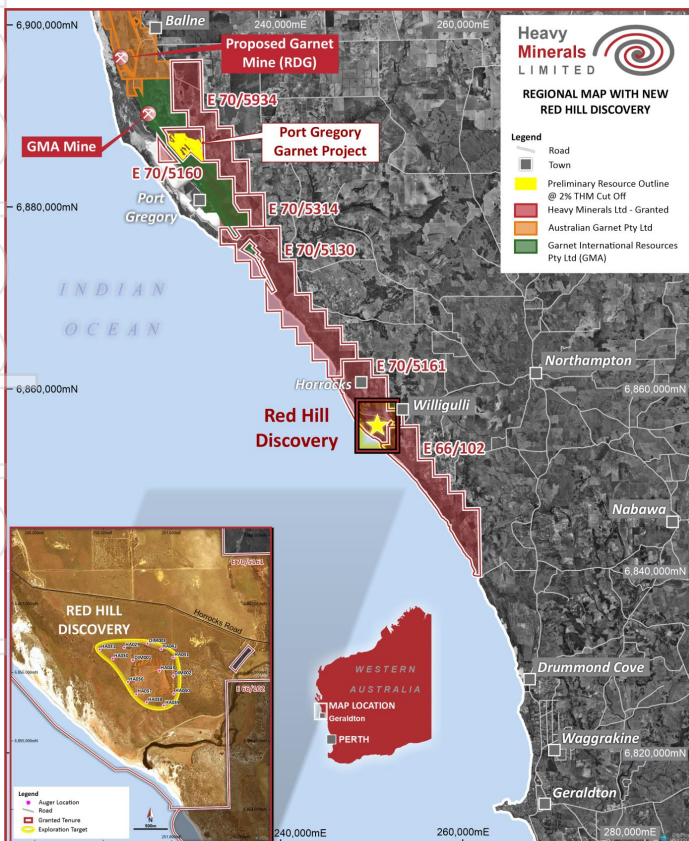 6,900,000mN
Ballne
240,000mE
260,000mE
Proposed Garnet
Mine (RDG)
Heavy
Minerals
LIMITED
REGIONAL MAP WITH NEW
RED HILL DISCOVERY
Legend
Road
Town
Preliminary Resource Outline
@ 2% THM Cut Off
Heavy Minerals Ltd - Granted
Australian Garnet Pty Ltd
Garnet International Resources
Pty Ltd (GMA)
E 70/5934
GMA Mine
Port Gregory
Garnet Project
E 70/5160
Port
Gregory
6,880,000mN
E 70/5314
E 70/5130
INDIAN
OCEAN
Northampton
E 70/5161
Horrocks
6,860,000mN
6,860,000mN
Willigulli
Red Hill
Discovery
E 66/102
Nabawa
6,840,000mN
E70/5161
RED HILL
DISCOVERY
Horrocks Road
E 66/102
Legend
Auger Location
Road
Granted Tenure
Exploration Target
N
500m
WESTERN
AUSTRALIA
MAP LOCATION
Geraldton
PERTH
Drummond Cove
Waggrakine
6,820,000mN
Geraldton
240,000mE
260,000mE
280,000mE